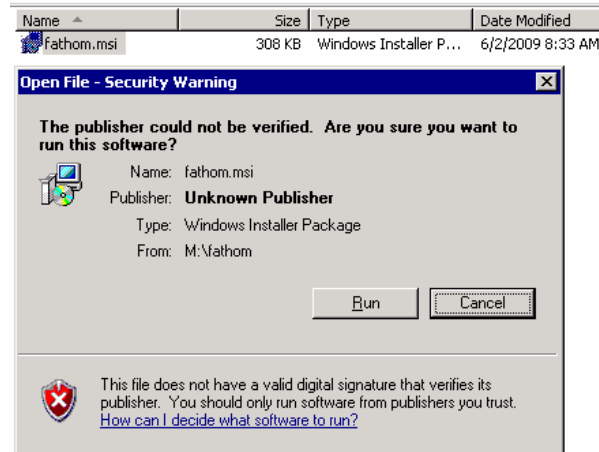 Name Size Type Date Modified
fathom.msi 308 KB Windows Installer P... 6/2/2009 8:33 AM
Open File - Security Warning
The publisher could not be verified.  Are you sure you want to
run this software?
Name: fathom.msi
Publisher: Unknown Publisher
Type: Windows Installer Package
From: M:\fathom
Run Cancel
This file does not have a valid digital signature that verifies its
publisher.  You should only run software from publishers you trust.
How can I decide what software to run?